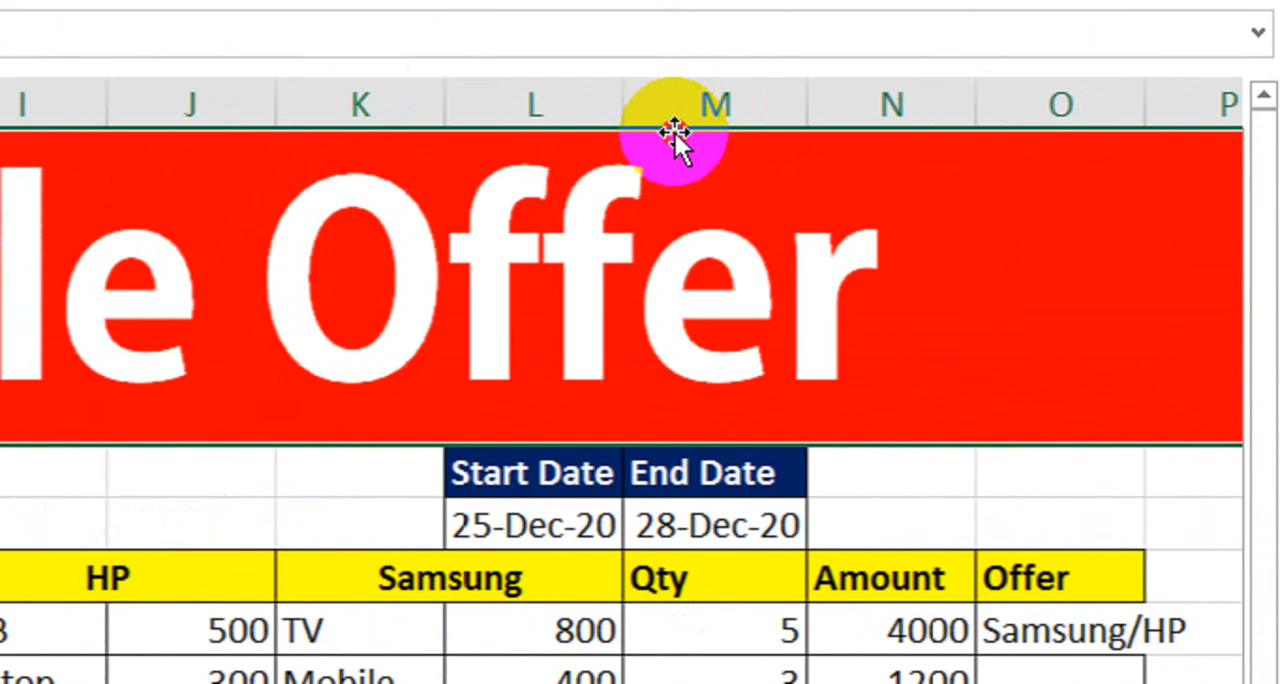 I J K L M N O P
le Offer
Start Date End Date
25-Dec-20 28-Dec-20
HP Samsung Qty Amount Offer
500 TV 800 5 4000 Samsung/HP
300 Mobile 400 3 1200